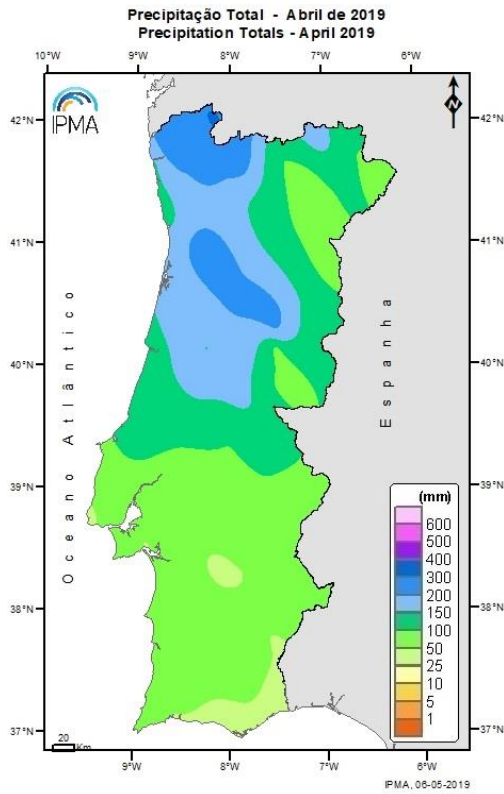 Precipitação Total - Abril de 2019
Precipitation Totals - April 2019
10°W 9°W 8°W 7°W 6°W
IPMA
N
42°N 42°N
41°N 41°N
40°N 40°N
39°N 39°N
38°N 38°N
37°N 37°N
Oceano Atlântico
Espanha
(mm)
600
500
400
300
200
150
100
50
25
10
5
1
20
Km
9°W 8°W 7°W 6°W
IPMA, 06-05-2019